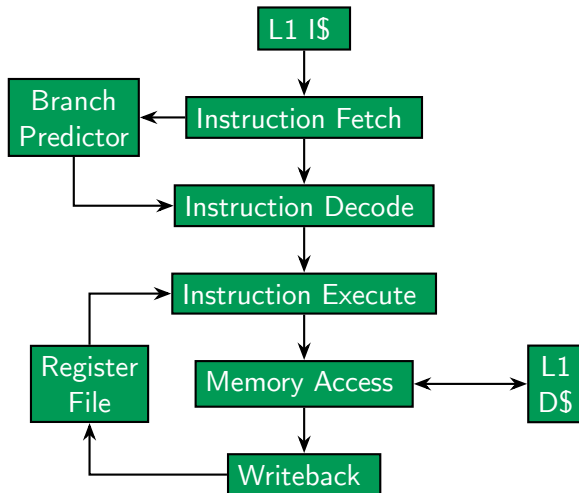 L1 I$
Branch
Predictor
Instruction Fetch
Instruction Decode
Instruction Execute
Register
File
Memory Access
L1
D$
Writeback